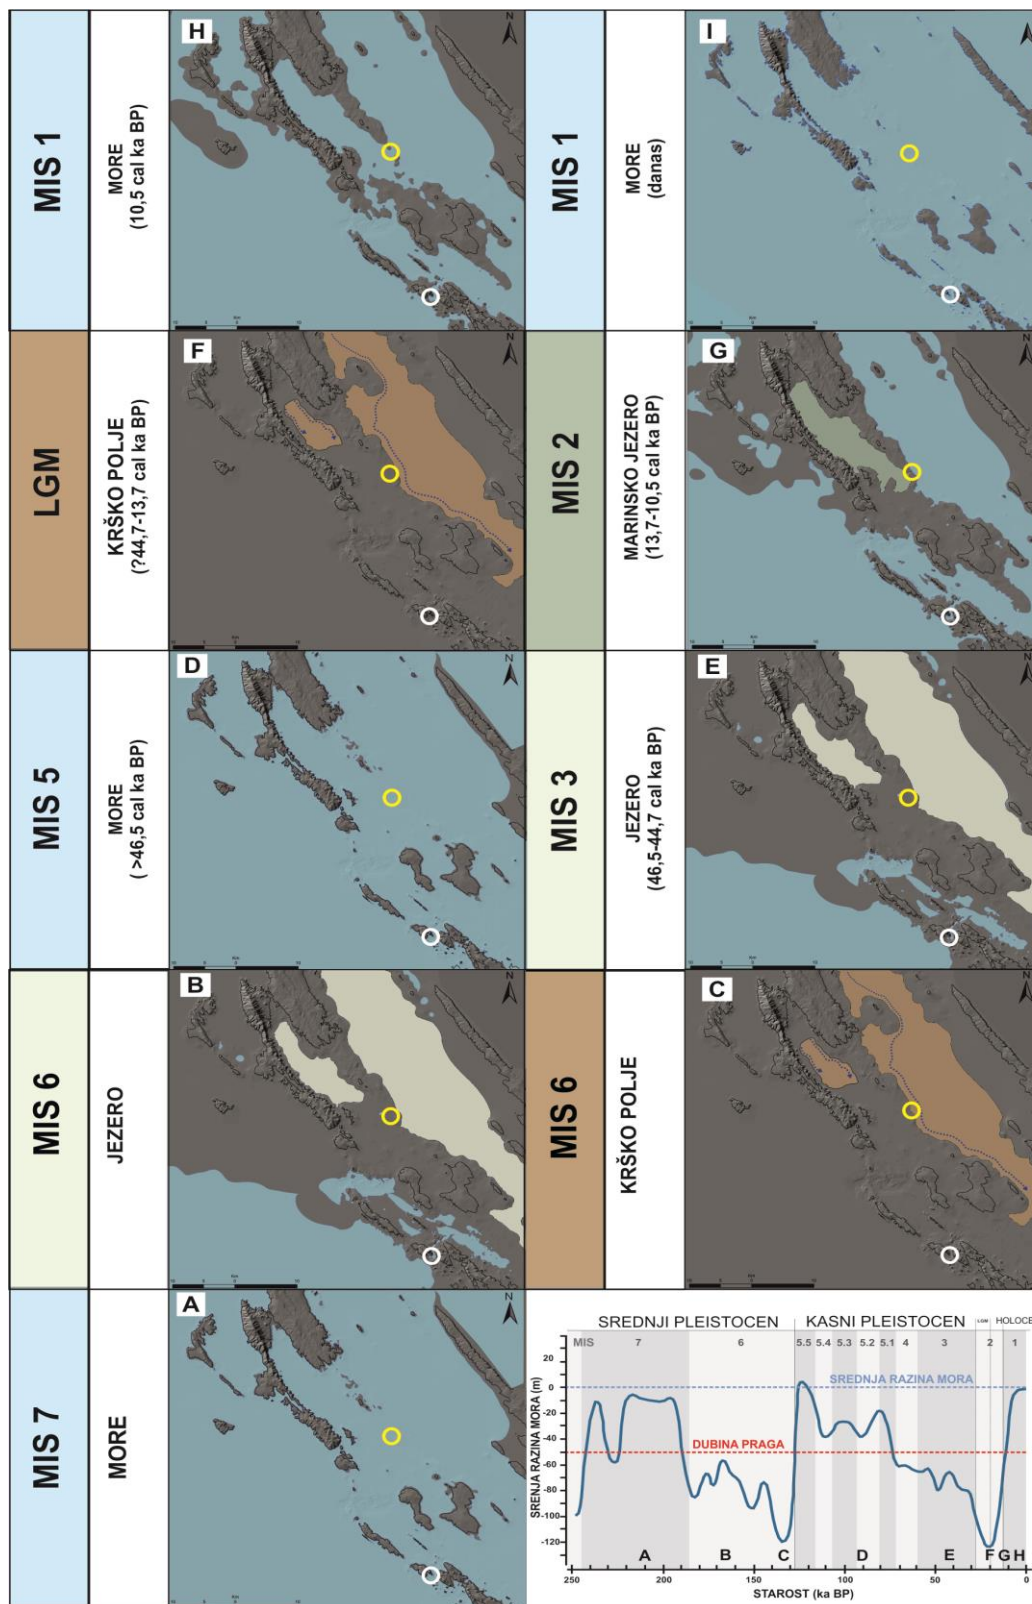 MIS 1
MORE
(10,5 cal ka BP)
H
N
MIS 1
MORE
(danas)
I
N
LGM
KRŠKO POLJE
(?44,7-13,7 cal ka BP)
F
N
MIS 2
MARINSKO JEZERO
(13,7-10,5 cal ka BP)
G
N
MIS 5
MORE
( >46,5 cal ka BP)
D
N
MIS 3
JEZERO
(46,5-44,7 cal ka BP)
E
N
MIS 6
JEZERO
B
N
MIS 6
KRŠKO POLJE
C
N
MIS 7
MORE
A
N
SREDNJI PLEISTOCEN
KASNI PLEISTOCEN
LGM
HOLOCE
MIS 7 6 5.5 5.4 5.3 5.2 5.1 4 3 2 1
SREDNJA RAZINA MORA
DUBINA PRAGA
SRENJA RAZINA MORA (m)
20
0
-20
-40
-60
-80
-100
-120
A B C D E F G H
250 200 150 100 50 0
STAROST (ka BP)